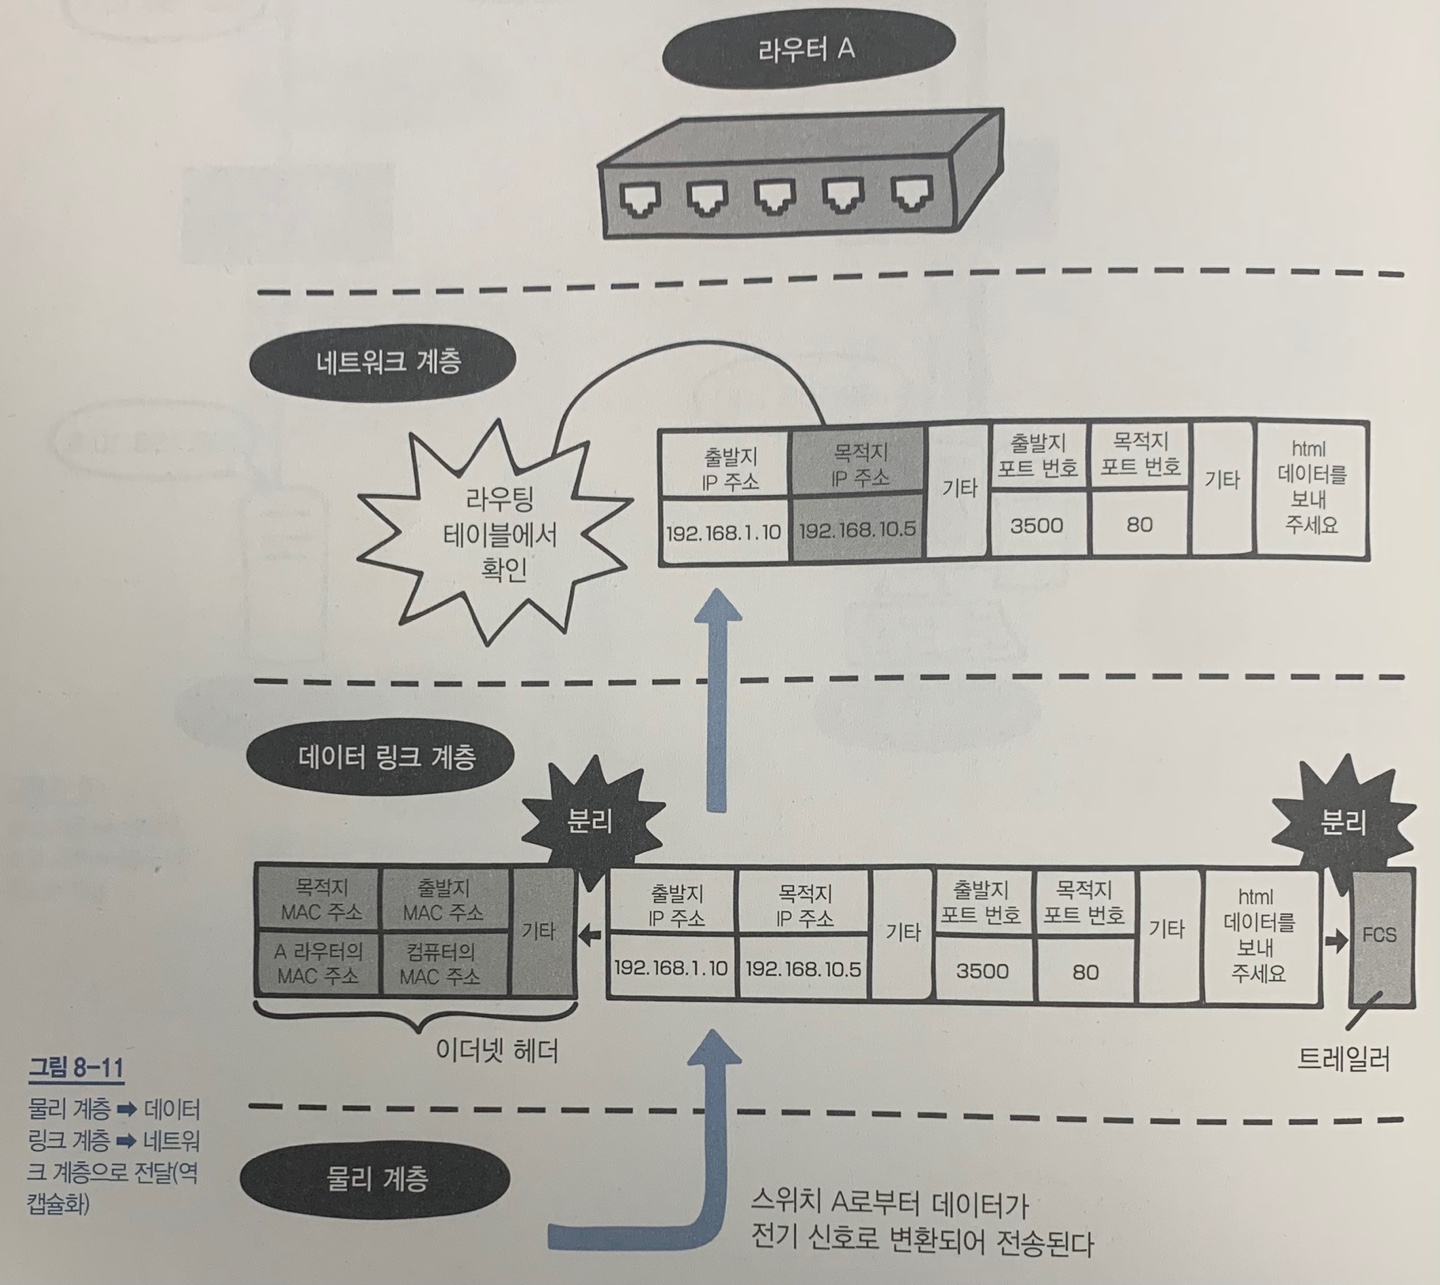 라우터 A
네트워크 계층
라우팅
테이블에서
확인
출발지
IP 주소
192.168.1.10
목적지
IP 주소
192.168.10.5
기타
출발지
포트 번호
3500
목적지
포트 번호
80
기타
html
데이터를
보내
주세요
데이터 링크 계층
분리
분리
목적지
MAC 주소
A 라우터의
MAC 주소
출발지
MAC 주소
컴퓨터의
MAC 주소
기타
출발지
IP 주소
192.168.1.10
목적지
IP 주소
192.168.10.5
기타
출발지
포트 번호
3500
목적지
포트 번호
80
기타
html
데이터를
보내
주세요
FCS
이더넷 헤더
트레일러
그림 8-11
물리 계층 ➡ 데이터
링크 계층 ➡ 네트워
크 계층으로 전달(역
캡슐화)
물리 계층
스위치 A로부터 데이터가
전기 신호로 변환되어 전송된다